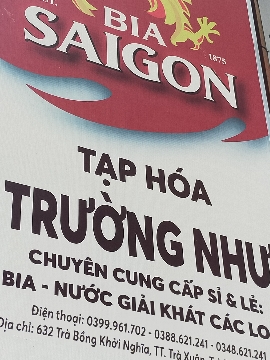 BIA
SAIGON
1875
TẠP HÓA
TRƯỜNG NHƯ
CHUYÊN CUNG CẤP SỈ & LẺ:
BIA - NƯỚC GIẢI KHÁT CÁC LO
Điện thoại: 0399.961.702 - 0388.621.241 - 0348.621.241
Địa chỉ: 632 Trà Bồng Khởi Nghĩa, TT. Trà Xuân,